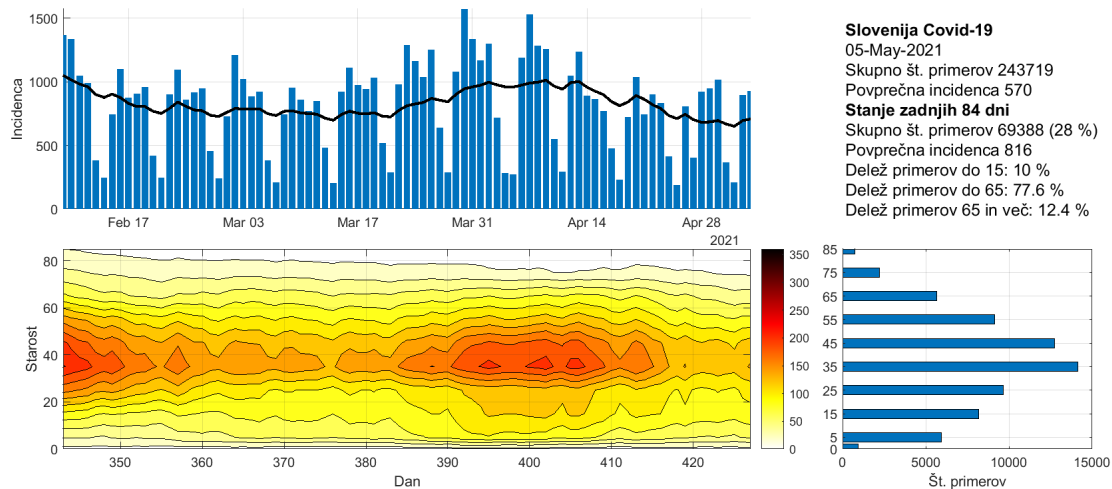 1500
1000
500
0
Incidenca
Feb 17
Mar 03
Mar 17
Mar 31
Apr 14
Apr 28
2021
Slovenija Covid-19
05-May-2021
Skupno št. primerov 243719
Povprečna incidenca 570
Stanje zadnjih 84 dni
Skupno št. primerov 69388 (28 %)
Povprečna incidenca 816
Delež primerov do 15: 10 %
Delež primerov do 65: 77.6 %
Delež primerov 65 in več: 12.4 %
80
60
40
20
0
Starost
350
360
370
380
390
400
410
420
Dan
350
300
250
200
150
100
50
0
85
75
65
55
45
35
25
15
5
0
0
5000
10000
15000
Št. primerov